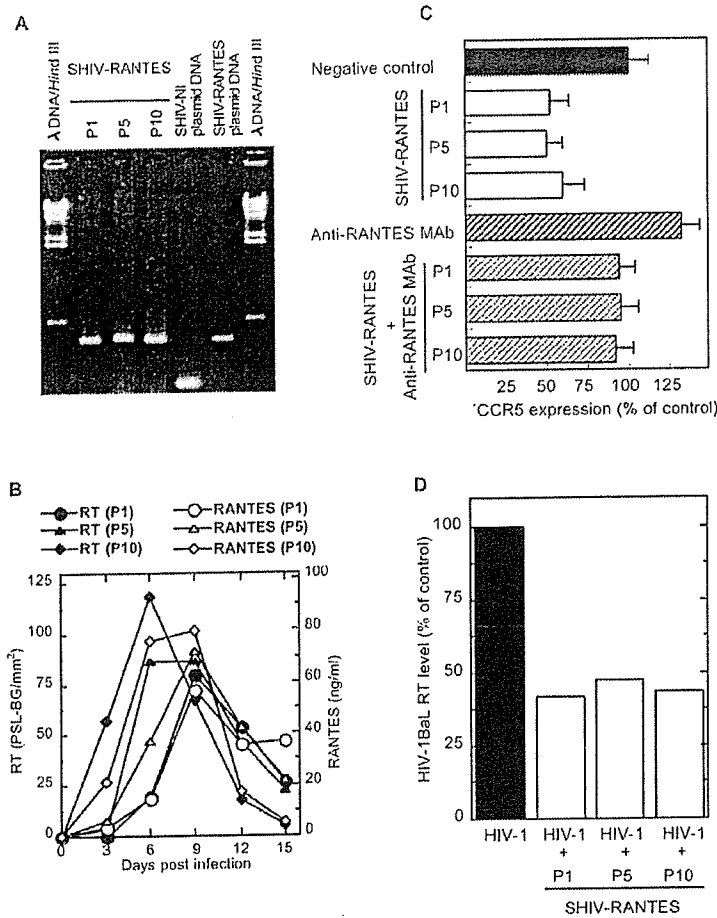 A
λ DNA/Hind III
SHIV-RANTES
P1
P5
P10
SHIV-NI
plasmid DNA
SHIV-RANTES
plasmid DNA
λ DNA/Hind III
C
Negative control
SHIV-RANTES
P1
P5
P10
Anti-RANTES MAb
SHIV-RANTES
+
Anti-RANTES MAb
P1
P5
P10
25 50 75 100 125
CCR5 expression (% of control)
B
RT (P1) RANTES (P1)
RT (P5) RANTES (P5)
RT (P10) RANTES (P10)
RT (PSL-BG/mm²)
125
100
75
50
25
0
RANTES (ng/ml)
100
80
60
40
20
0
0 3 6 9 12 15
Days post infection
D
HIV-1BaL RT level (% of control)
100
75
50
25
0
HIV-1 HIV-1 HIV-1 HIV-1
+ + +
P1 P5 P10
SHIV-RANTES